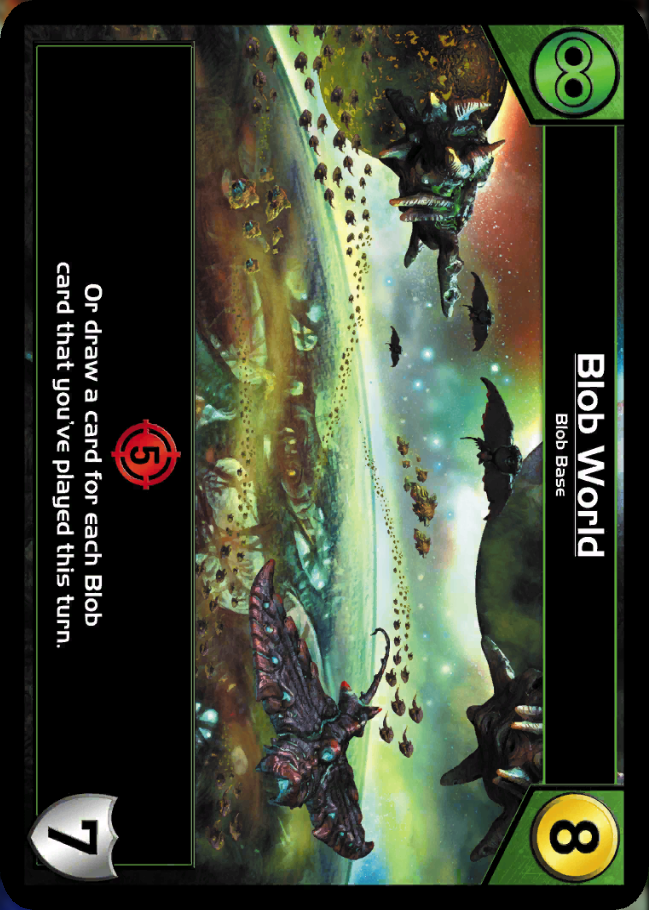 Blob World
Blob Base
8
5
Or draw a card for each Blob
card that you've played this turn.
7